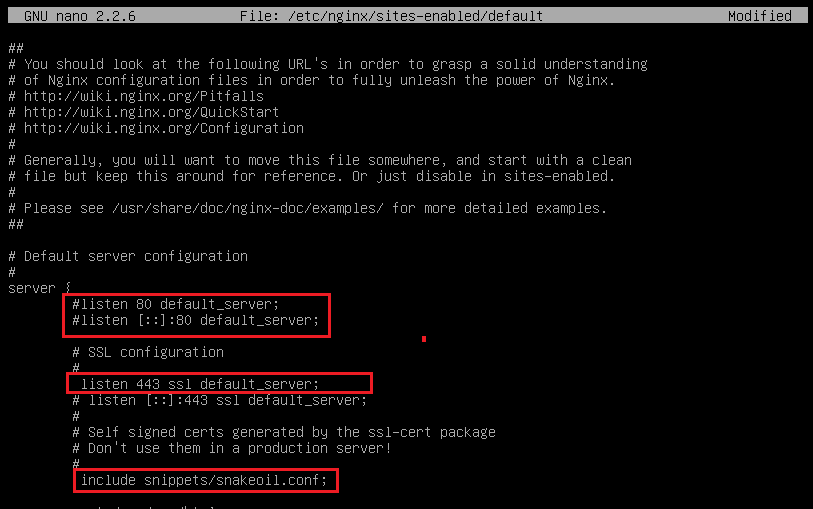 GNU nano 2.2.6 File: /etc/nginx/sites-enabled/default Modified
##
# You should look at the following URL's in order to grasp a solid understanding
# of Nginx configuration files in order to fully unleash the power of Nginx.
# http://wiki.nginx.org/Pitfalls
# http://wiki.nginx.org/QuickStart
# http://wiki.nginx.org/Configuration
#
# Generally, you will want to move this file somewhere, and start with a clean
# file but keep this around for reference. Or just disable in sites-enabled.
#
# Please see /usr/share/doc/nginx-doc/examples/ for more detailed examples.
##
# Default server configuration
#
server {
#listen 80 default_server;
#listen [::]:80 default_server;
# SSL configuration
#
listen 443 ssl default_server;
# listen [::]:443 ssl default_server;
#
# Self signed certs generated by the ssl-cert package
# Don't use them in a production server!
#
include snippets/snakeoil.conf;